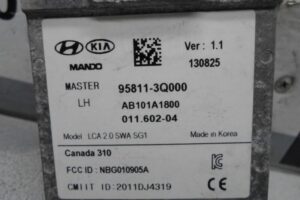 HYUNDAI KIA Ver : 1.1
MANDO 130825
MASTER 95811-3Q000
LH AB101A1800
011.602-04
Model LCA 2.0 SWA SG1 Made in Korea
Canada 310
FCC ID : NBG010905A
CMIIT ID : 2011DJ4319